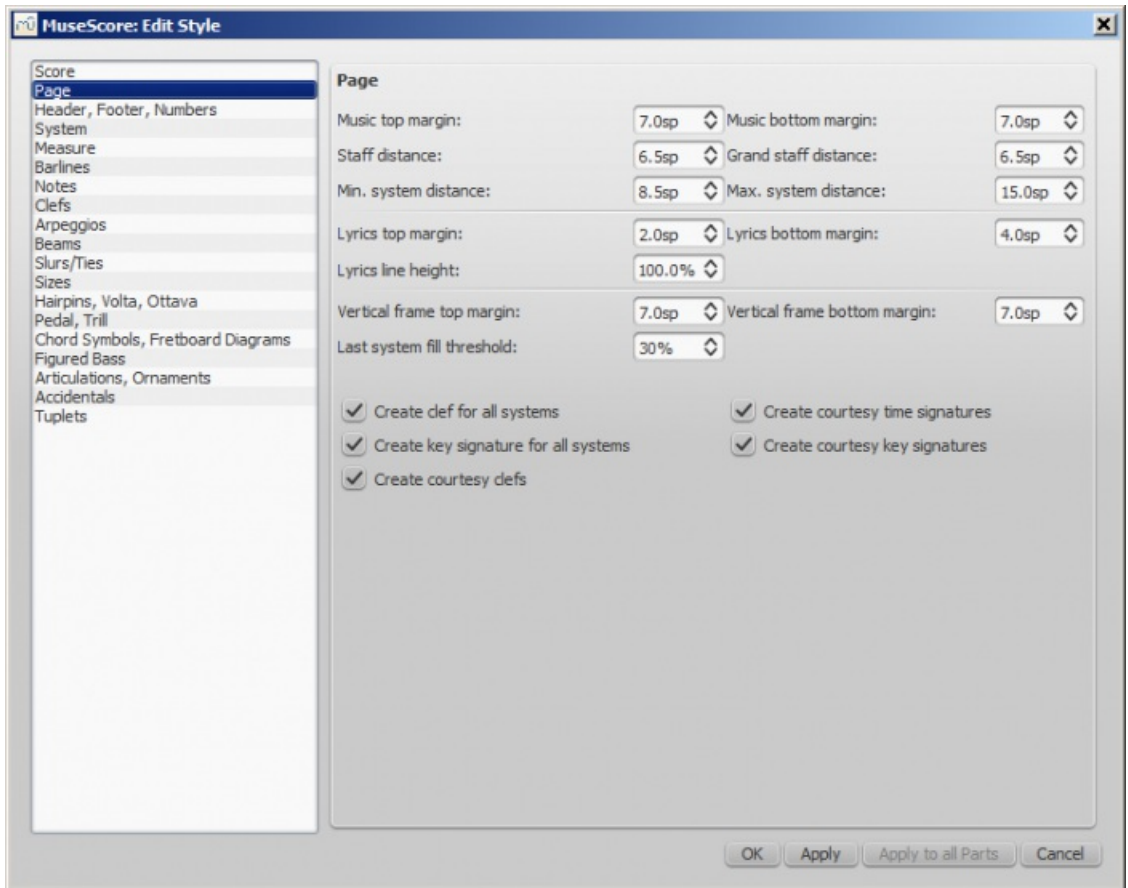 MuseScore: Edit Style
Score
Page
Header, Footer, Numbers
System
Measure
Barlines
Notes
Clefs
Arpeggios
Beams
Slurs/Ties
Sizes
Hairpins, Volta, Ottava
Pedal, Trill
Chord Symbols, Fretboard Diagrams
Figured Bass
Articulations, Ornaments
Accidentals
Tuplets
Page
Music top margin: 7.0sp Music bottom margin: 7.0sp
Staff distance: 6.5sp Grand staff distance: 6.5sp
Min. system distance: 8.5sp Max. system distance: 15.0sp
Lyrics top margin: 2.0sp Lyrics bottom margin: 4.0sp
Lyrics line height: 100.0%
Vertical frame top margin: 7.0sp Vertical frame bottom margin: 7.0sp
Last system fill threshold: 30%
Create clef for all systems Create courtesy time signatures
Create key signature for all systems Create courtesy key signatures
Create courtesy clefs
OK Apply Apply to all Parts Cancel